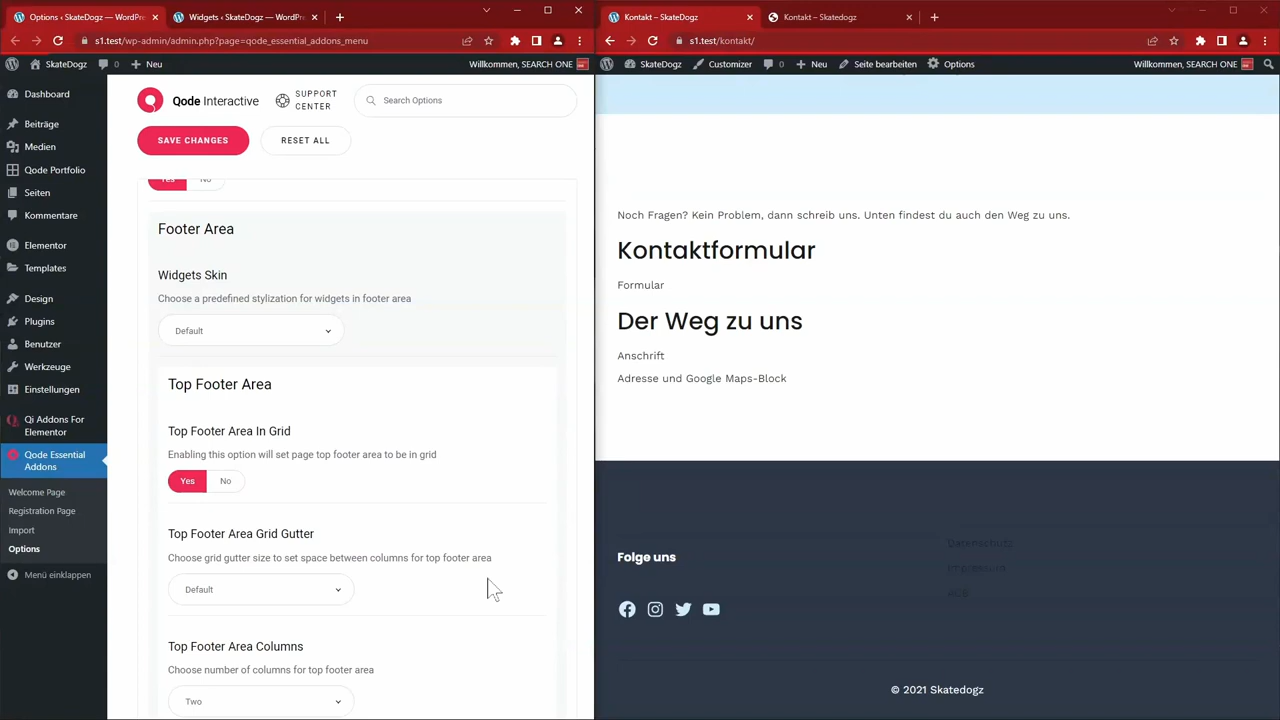 Options ‹ SkateDogz — WordPre
Widgets ‹ SkateDogz — WordPre
s1.test/wp-admin/admin.php?page=qode_essential_addons_menu
SkateDogz
0
Neu
Willkommen, SEARCH ONE
Dashboard
Beiträge
Medien
Qode Portfolio
Seiten
Kommentare
Elementor
Templates
Design
Plugins
Benutzer
Werkzeuge
Einstellungen
Qi Addons For
Elementor
Qode Essential
Addons
Welcome Page
Registration Page
Import
Options
Menü einklappen
Qode Interactive
SUPPORT
CENTER
Search Options
SAVE CHANGES
RESET ALL
Yes
No
Footer Area
Widgets Skin
Choose a predefined stylization for widgets in footer area
Default
Top Footer Area
Top Footer Area In Grid
Enabling this option will set page top footer area to be in grid
Yes
No
Top Footer Area Grid Gutter
Choose grid gutter size to set space between columns for top footer area
Default
Top Footer Area Columns
Choose number of columns for top footer area
Two
Kontakt – SkateDogz
Kontakt – Skatedogz
s1.test/kontakt/
SkateDogz
Customizer
0
Neu
Seite bearbeiten
Options
Willkommen, SEARCH ONE
Noch Fragen? Kein Problem, dann schreib uns. Unten findest du auch den Weg zu uns.
Kontaktformular
Formular
Der Weg zu uns
Anschrift
Adresse und Google Maps-Block
Folge uns
Datenschutz
Impressum
AGB
© 2021 Skatedogz